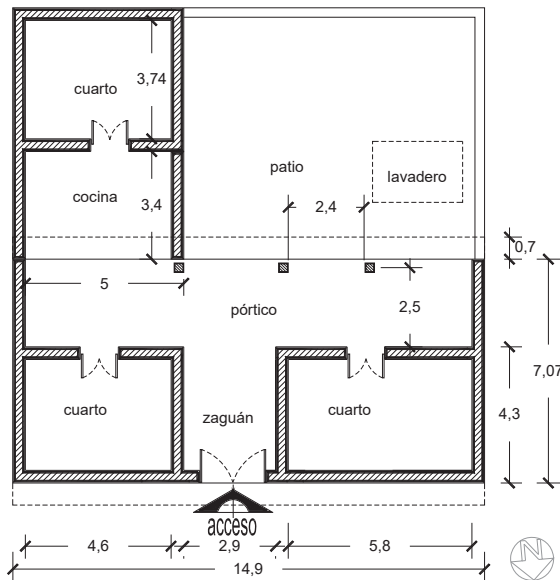 cuarto
3,74
cocina
3,4
patio
lavadero
2,4
0,7
5
pórtico
2,5
7,07
cuarto
zaguán
cuarto
4,3
acceso
4,6
2,9
5,8
14,9
N